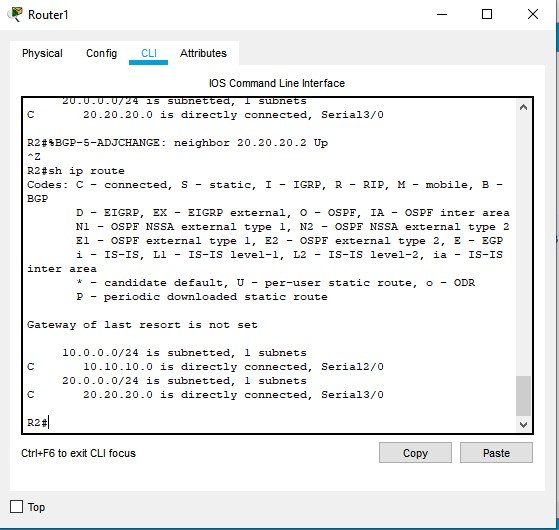 Router1
Physical Config CLI Attributes
IOS Command Line Interface
20.0.0.0/24 is subnetted, 1 subnets
C 20.20.20.0 is directly connected, Serial3/0
R2#%BGP-5-ADJCHANGE: neighbor 20.20.20.2 Up
^Z
R2#sh ip route
Codes: C - connected, S - static, I - IGRP, R - RIP, M - mobile, B -
BGP
D - EIGRP, EX - EIGRP external, O - OSPF, IA - OSPF inter area
N1 - OSPF NSSA external type 1, N2 - OSPF NSSA external type 2
E1 - OSPF external type 1, E2 - OSPF external type 2, E - EGP
i - IS-IS, L1 - IS-IS level-1, L2 - IS-IS level-2, ia - IS-IS
inter area
* - candidate default, U - per-user static route, o - ODR
P - periodic downloaded static route
Gateway of last resort is not set
10.0.0.0/24 is subnetted, 1 subnets
C 10.10.10.0 is directly connected, Serial2/0
20.0.0.0/24 is subnetted, 1 subnets
C 20.20.20.0 is directly connected, Serial3/0
R2#
Ctrl+F6 to exit CLI focus
Copy Paste
Top